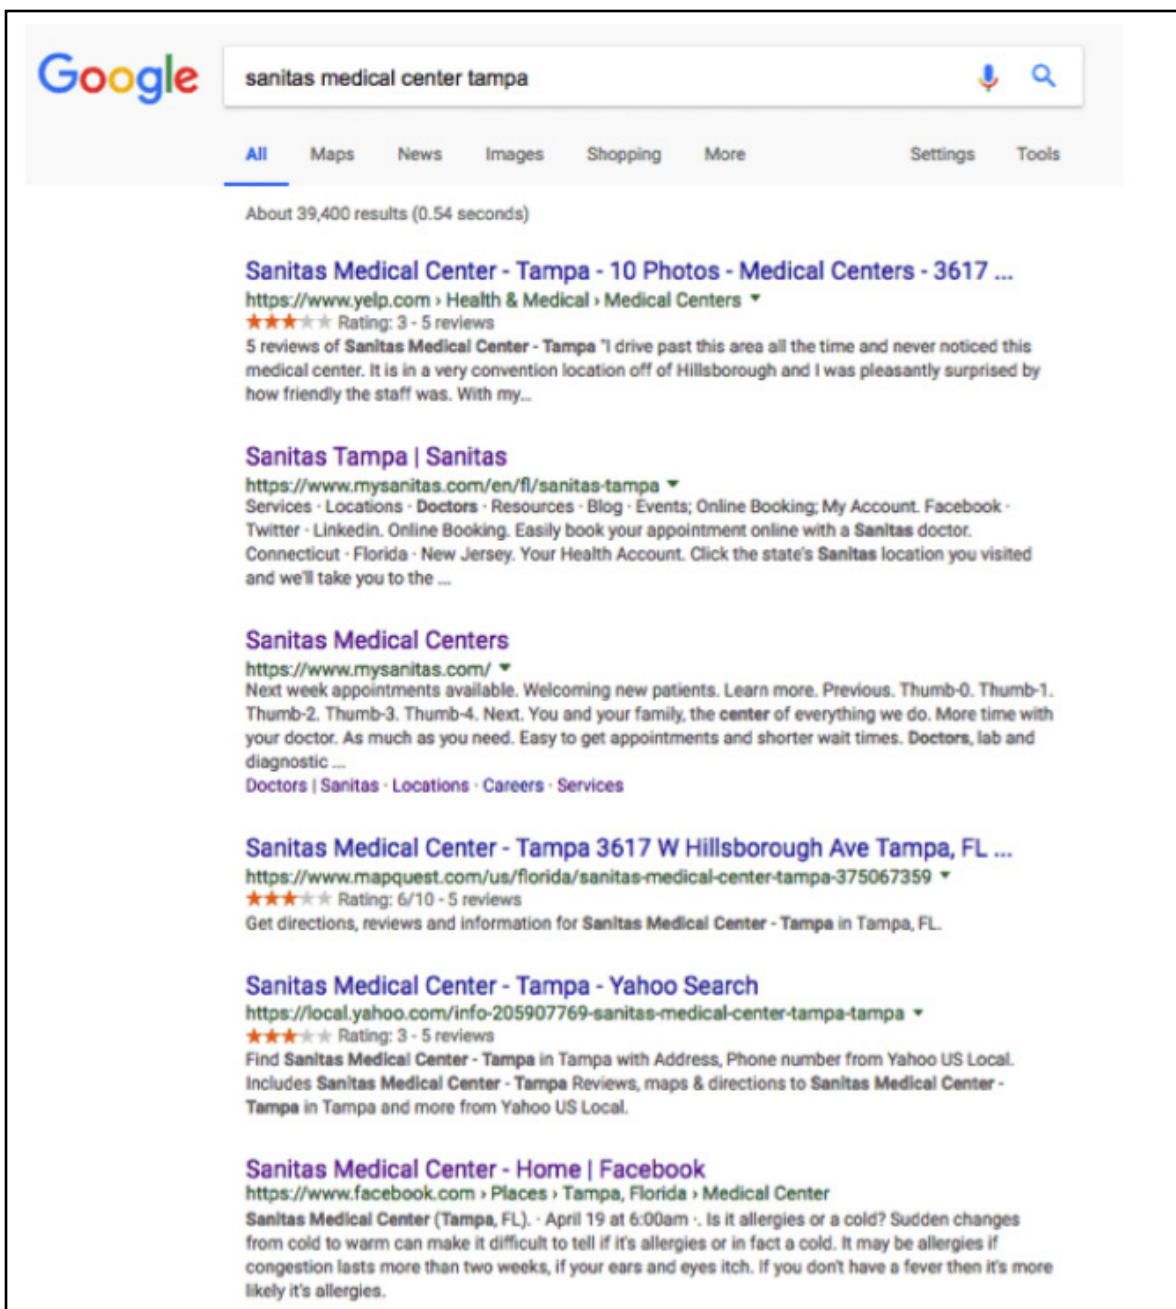 Google
sanitas medical center tampa
All Maps News Images Shopping More Settings Tools
About 39,400 results (0.54 seconds)
Sanitas Medical Center - Tampa - 10 Photos - Medical Centers - 3617 ...
https://www.yelp.com › Health & Medical › Medical Centers ▼
Rating: 3 - 5 reviews
5 reviews of Sanitas Medical Center - Tampa "I drive past this area all the time and never noticed this
medical center. It is in a very convention location off of Hillsborough and I was pleasantly surprised by
how friendly the staff was. With my...
Sanitas Tampa | Sanitas
https://www.mysanitas.com/en/fl/sanitas-tampa ▼
Services · Locations · Doctors · Resources · Blog · Events; Online Booking; My Account. Facebook ·
Twitter · Linkedin. Online Booking. Easily book your appointment online with a Sanitas doctor.
Connecticut · Florida · New Jersey. Your Health Account. Click the state's Sanitas location you visited
and we'll take you to the ...
Sanitas Medical Centers
https://www.mysanitas.com/ ▼
Next week appointments available. Welcoming new patients. Learn more. Previous. Thumb-0. Thumb-1.
Thumb-2. Thumb-3. Thumb-4. Next. You and your family, the center of everything we do. More time with
your doctor. As much as you need. Easy to get appointments and shorter wait times. Doctors, lab and
diagnostic ...
Doctors | Sanitas · Locations · Careers · Services
Sanitas Medical Center - Tampa 3617 W Hillsborough Ave Tampa, FL ...
https://www.mapquest.com/us/florida/sanitas-medical-center-tampa-375067359 ▼
Rating: 6/10 - 5 reviews
Get directions, reviews and information for Sanitas Medical Center - Tampa in Tampa, FL.
Sanitas Medical Center - Tampa - Yahoo Search
https://local.yahoo.com/info-205907769-sanitas-medical-center-tampa-tampa ▼
Rating: 3 - 5 reviews
Find Sanitas Medical Center - Tampa in Tampa with Address, Phone number from Yahoo US Local.
Includes Sanitas Medical Center - Tampa Reviews, maps & directions to Sanitas Medical Center -
Tampa in Tampa and more from Yahoo US Local.
Sanitas Medical Center - Home | Facebook
https://www.facebook.com › Places › Tampa, Florida › Medical Center
Sanitas Medical Center (Tampa, FL). · April 19 at 6:00am ·. Is it allergies or a cold? Sudden changes
from cold to warm can make it difficult to tell if it's allergies or in fact a cold. It may be allergies if
congestion lasts more than two weeks, if your ears and eyes itch. If you don't have a fever then it's more
likely it's allergies.